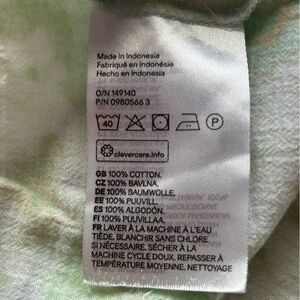 Made in Indonesia
Fabriqué en Indonésie
Hecho en Indonesia
O/N 149140
P/N 0980566 3
40 P
clevercare.info
GB 100% COTTON.
CZ 100% BAVLNA.
DE 100% BAUMWOLLE.
EE 100% PUUVILL.
ES 100% ALGODÓN.
FI 100% PUUVILLAA.
FR LAVER À LA MACHINE À L'EAU
TIÈDE, BLANCHIR SANS CHLORE
SI NÉCESSAIRE, SÉCHER À LA
MACHINE CYCLE DOUX, REPASSER À
TEMPÉRATURE MOYENNE, NETTOYAGE